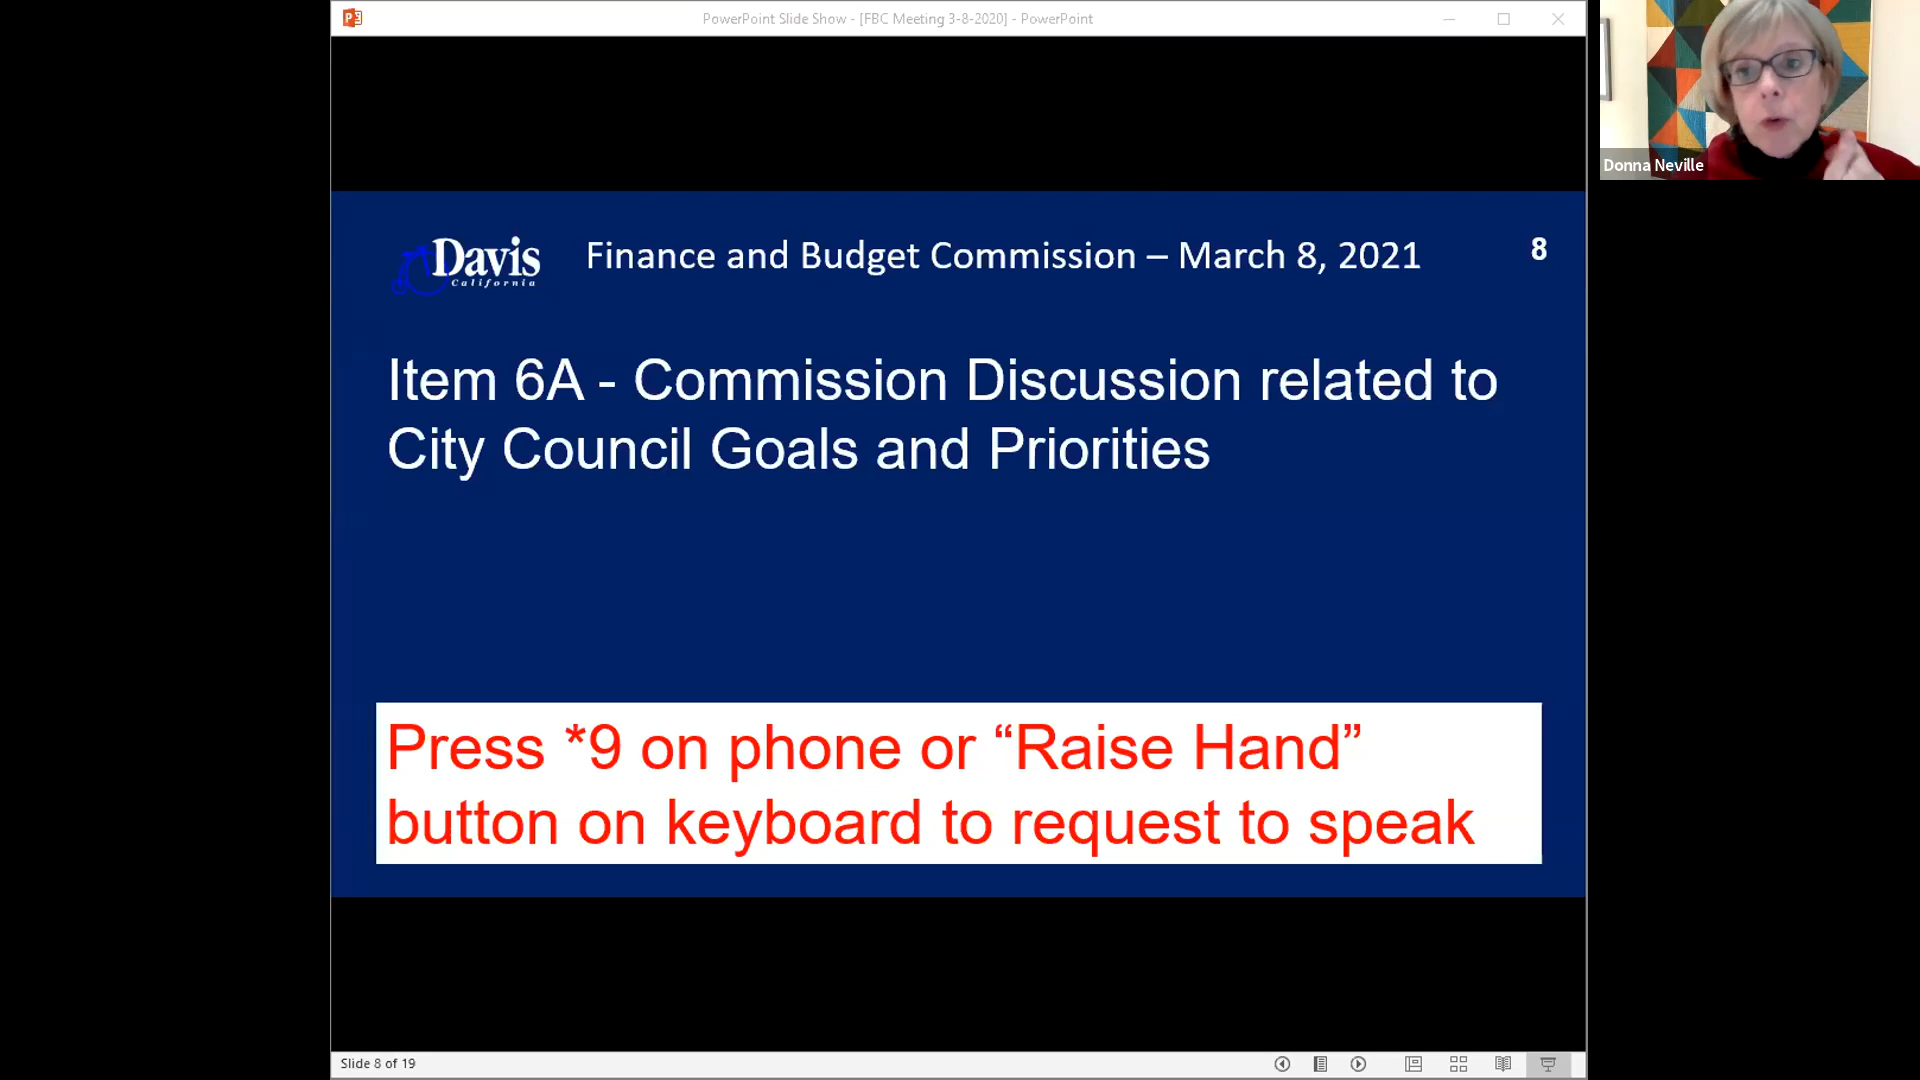 PowerPoint Slide Show - [FBC Meeting 3-8-2020] - PowerPoint
Donna Neville
Davis
California
Finance and Budget Commission – March 8, 2021
8
Item 6A - Commission Discussion related to
City Council Goals and Priorities
Press *9 on phone or “Raise Hand”
button on keyboard to request to speak
Slide 8 of 19